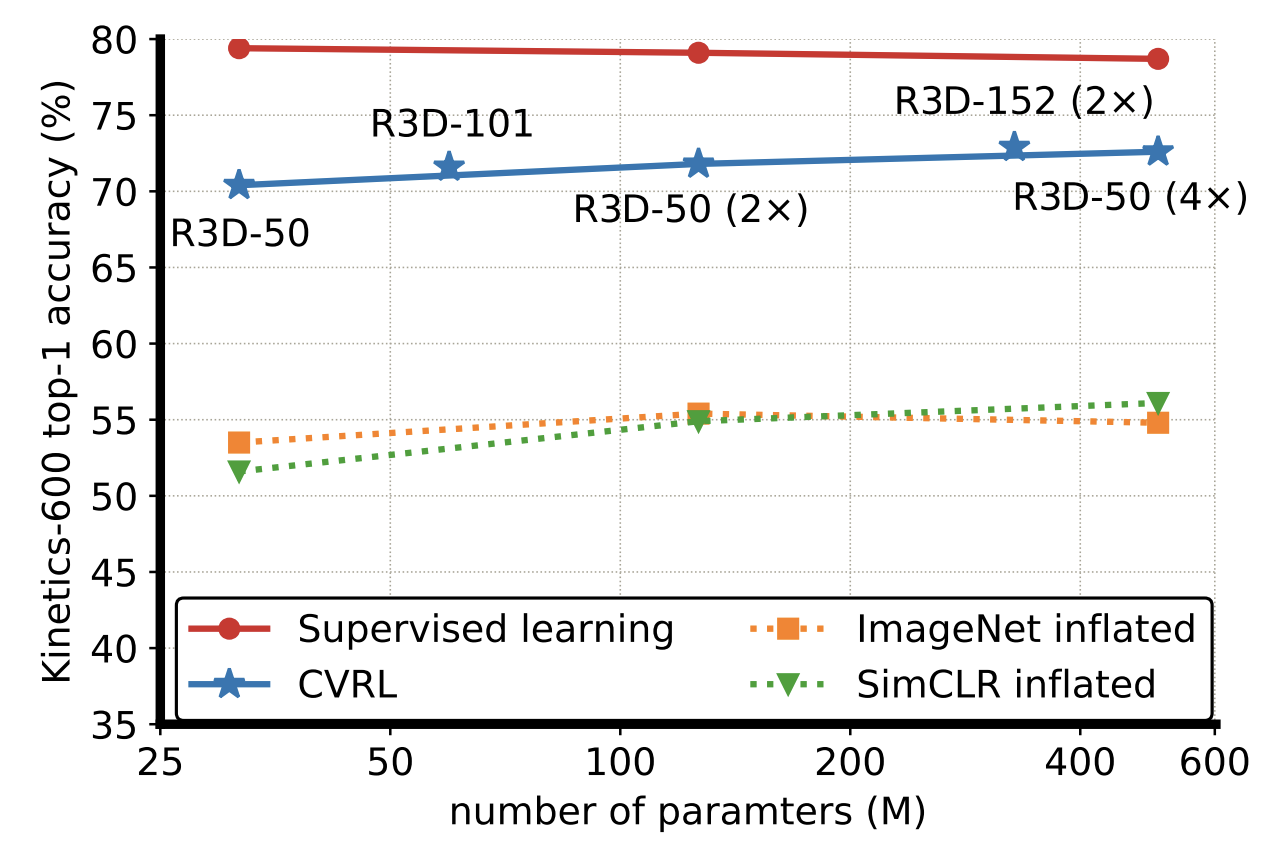 Kinetics-600 top-1 accuracy (%)
80
75
70
65
60
55
50
45
40
35
R3D-152 (2×)
R3D-101
R3D-50 (2×)
R3D-50 (4×)
R3D-50
Supervised learning
ImageNet inflated
CVRL
SimCLR inflated
25 50 100 200 400 600
number of paramters (M)